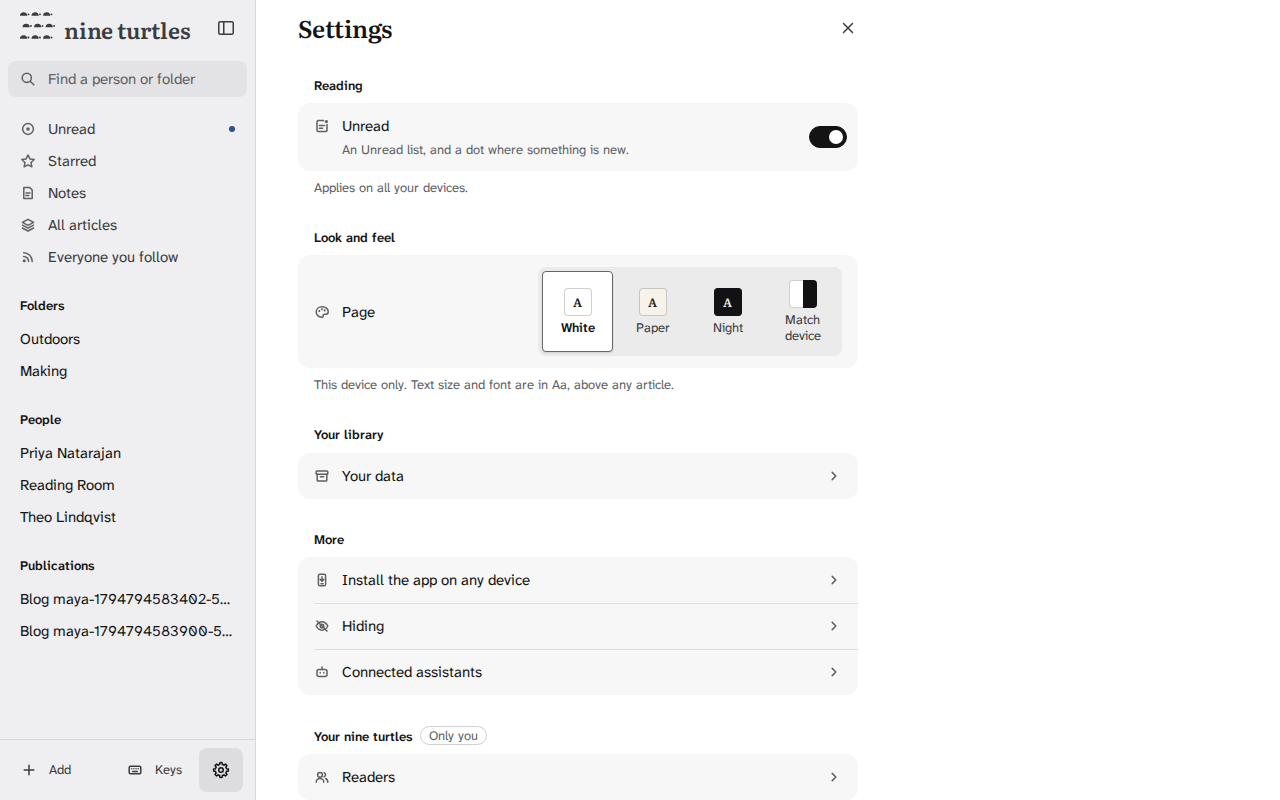 nine turtles
Find a person or folder
Unread
Starred
Notes
All articles
Everyone you follow
Folders
Outdoors
Making
People
Priya Natarajan
Reading Room
Theo Lindqvist
Publications
Blog maya-1794794583402-5...
Blog maya-1794794583900-5...
Add
Keys
Settings
Reading
Unread
An Unread list, and a dot where something is new.
Applies on all your devices.
Look and feel
Page
A
White
A
Paper
A
Night
Match
device
This device only. Text size and font are in Aa, above any article.
Your library
Your data
More
Install the app on any device
Hiding
Connected assistants
Your nine turtles
Only you
Readers